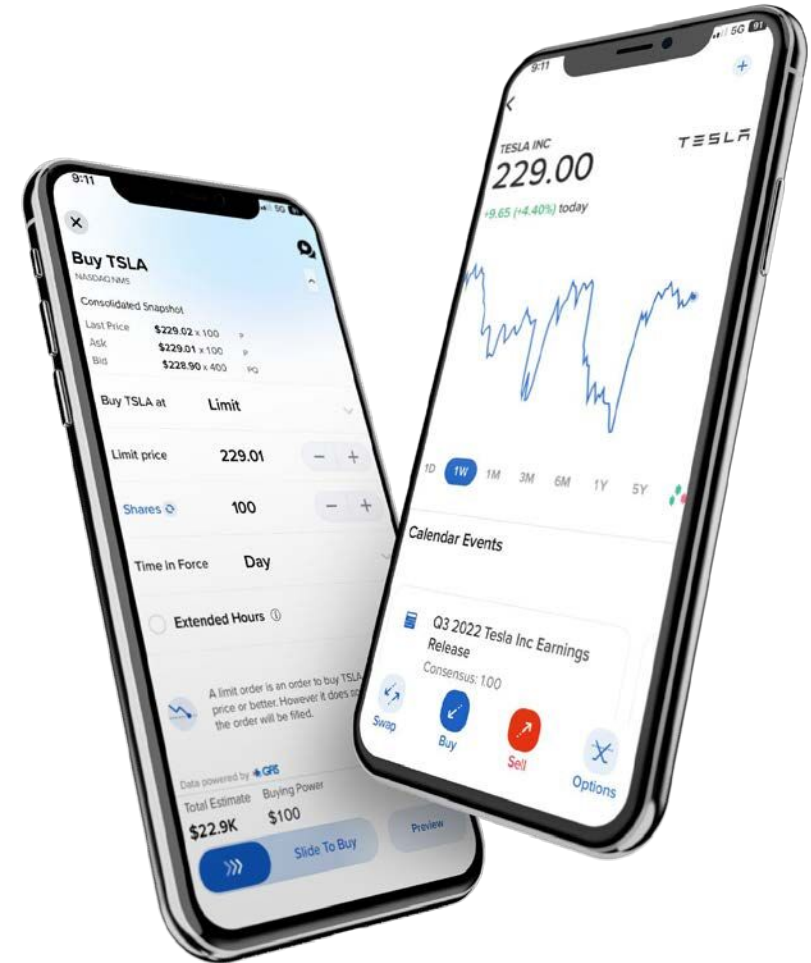 9:11
5G 91
Buy TSLA
NASDAQ:NMS
Consolidated Snapshot
Last Price $229.02 x 100 P
Ask $229.01 x 100 P
Bid $228.90 x 400 PQ
Buy TSLA at Limit
Limit price 229.01 − +
Shares 100 − +
Time In Force Day
Extended Hours
A limit order is an order to buy TSLA
price or better. However it does
the order will be filled.
Data powered by GFIS
Total Estimate Buying Power
$22.9K $100
Slide To Buy Preview
9:11
5G 91
+
TESLA INC TESLA
229.00
+9.65 (+4.40%) today
1D 1W 1M 3M 6M 1Y 5Y
Calendar Events
Q3 2022 Tesla Inc Earnings
Release
Consensus: 1.00
Swap Buy Sell Options